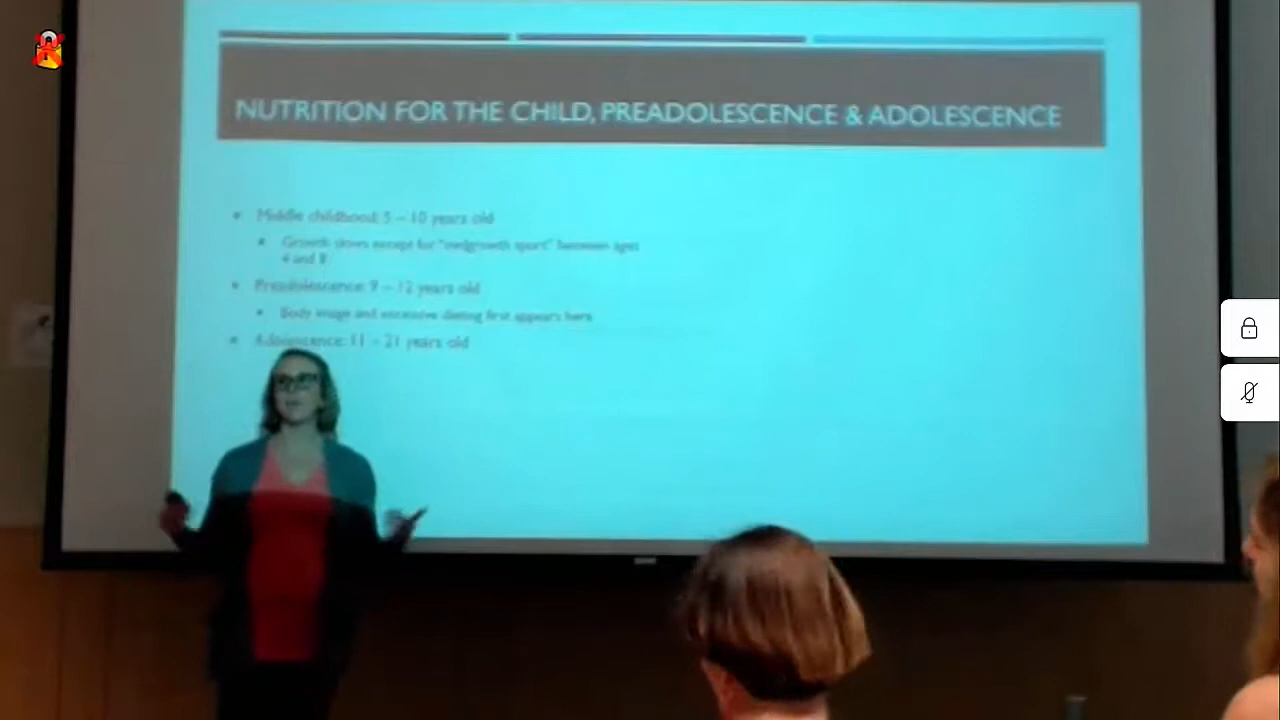 NUTRITION FOR THE CHILD, PREADOLESCENCE & ADOLESCENCE
Middle childhood: 5 – 10 years old
Growth slows except for "midgrowth spurt" between ages
4 and 8
Preadolescence: 9 – 12 years old
Body image and excessive dieting first appears here
Adolescence: 11 – 21 years old